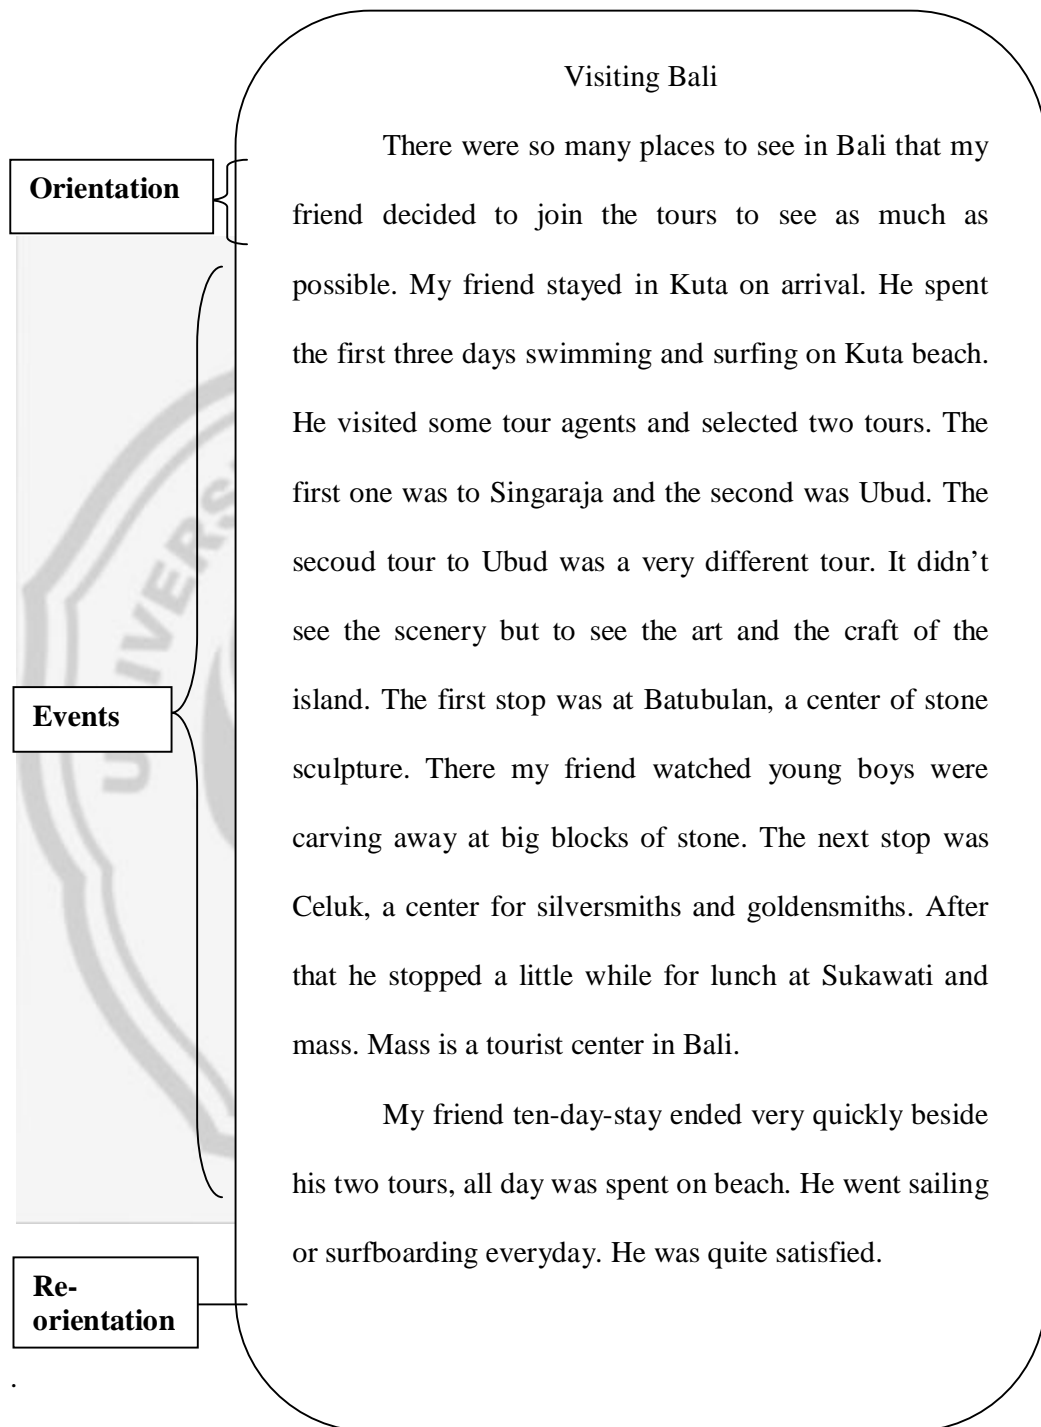 Visiting Bali
Orientation
There were so many places to see in Bali that my
friend decided to join the tours to see as much as
possible. My friend stayed in Kuta on arrival. He spent
the first three days swimming and surfing on Kuta beach.
He visited some tour agents and selected two tours. The
first one was to Singaraja and the second was Ubud. The
secoud tour to Ubud was a very different tour. It didn’t
see the scenery but to see the art and the craft of the
island. The first stop was at Batubulan, a center of stone
Events
sculpture. There my friend watched young boys were
carving away at big blocks of stone. The next stop was
Celuk, a center for silversmiths and goldensmiths. After
that he stopped a little while for lunch at Sukawati and
mass. Mass is a tourist center in Bali.
My friend ten-day-stay ended very quickly beside
his two tours, all day was spent on beach. He went sailing
or surfboarding everyday. He was quite satisfied.
Re-
orientation
.